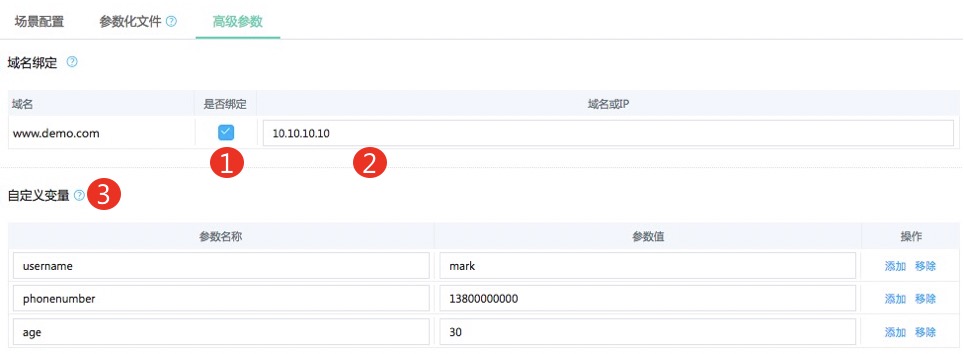 场景配置 参数化文件 ? 高级参数
域名绑定 ?
域名 是否绑定 域名或IP
www.demo.com 10.10.10.10
1 2
自定义变量 ? 3
参数名称 参数值 操作
username mark 添加 移除
phonenumber 13800000000 添加 移除
age 30 添加 移除